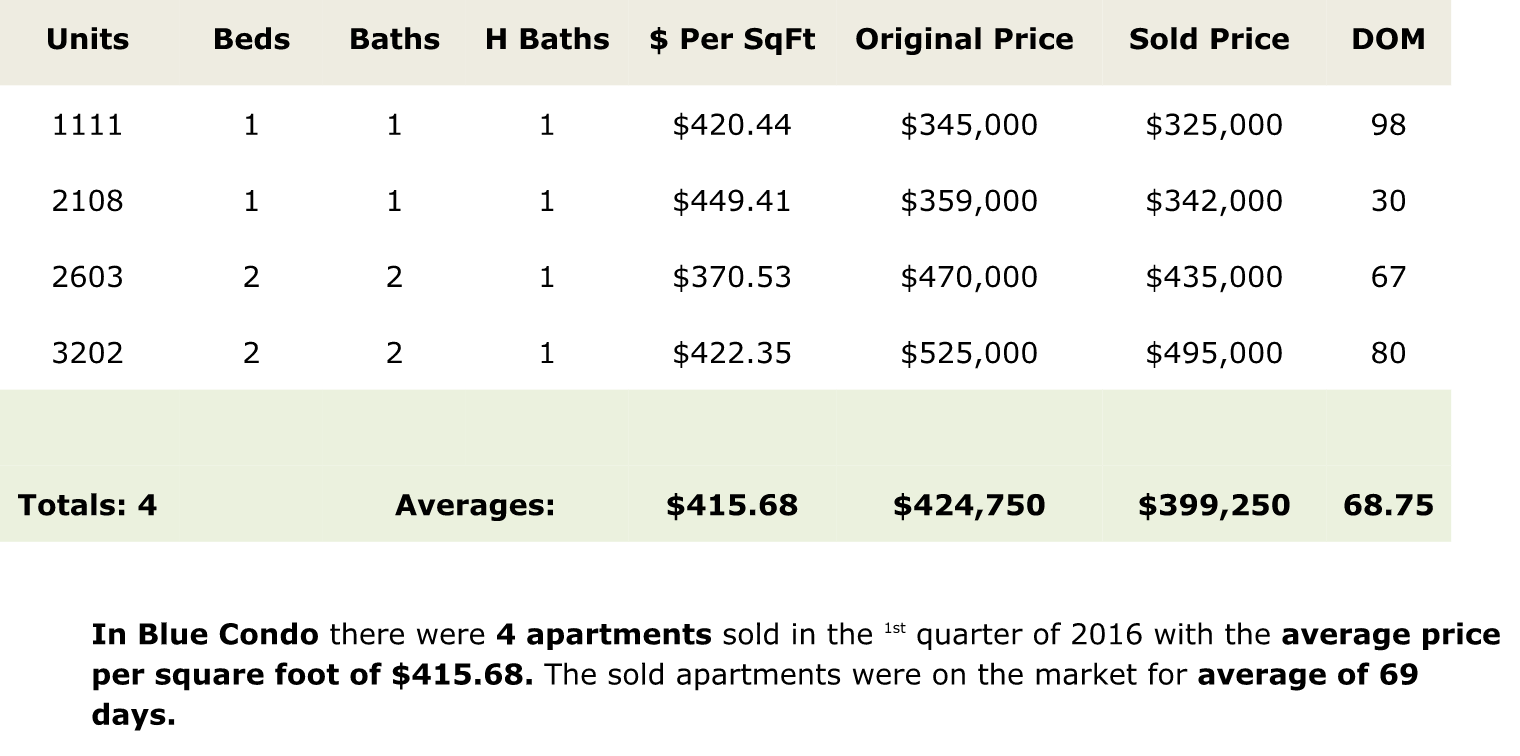 Units Beds Baths H Baths $ Per SqFt Original Price Sold Price DOM
1111 1 1 1 $420.44 $345,000 $325,000 98
2108 1 1 1 $449.41 $359,000 $342,000 30
2603 2 2 1 $370.53 $470,000 $435,000 67
3202 2 2 1 $422.35 $525,000 $495,000 80
Totals: 4 Averages: $415.68 $424,750 $399,250 68.75
In Blue Condo there were 4 apartments sold in the 1st quarter of 2016 with the average price
per square foot of $415.68. The sold apartments were on the market for average of 69
days.